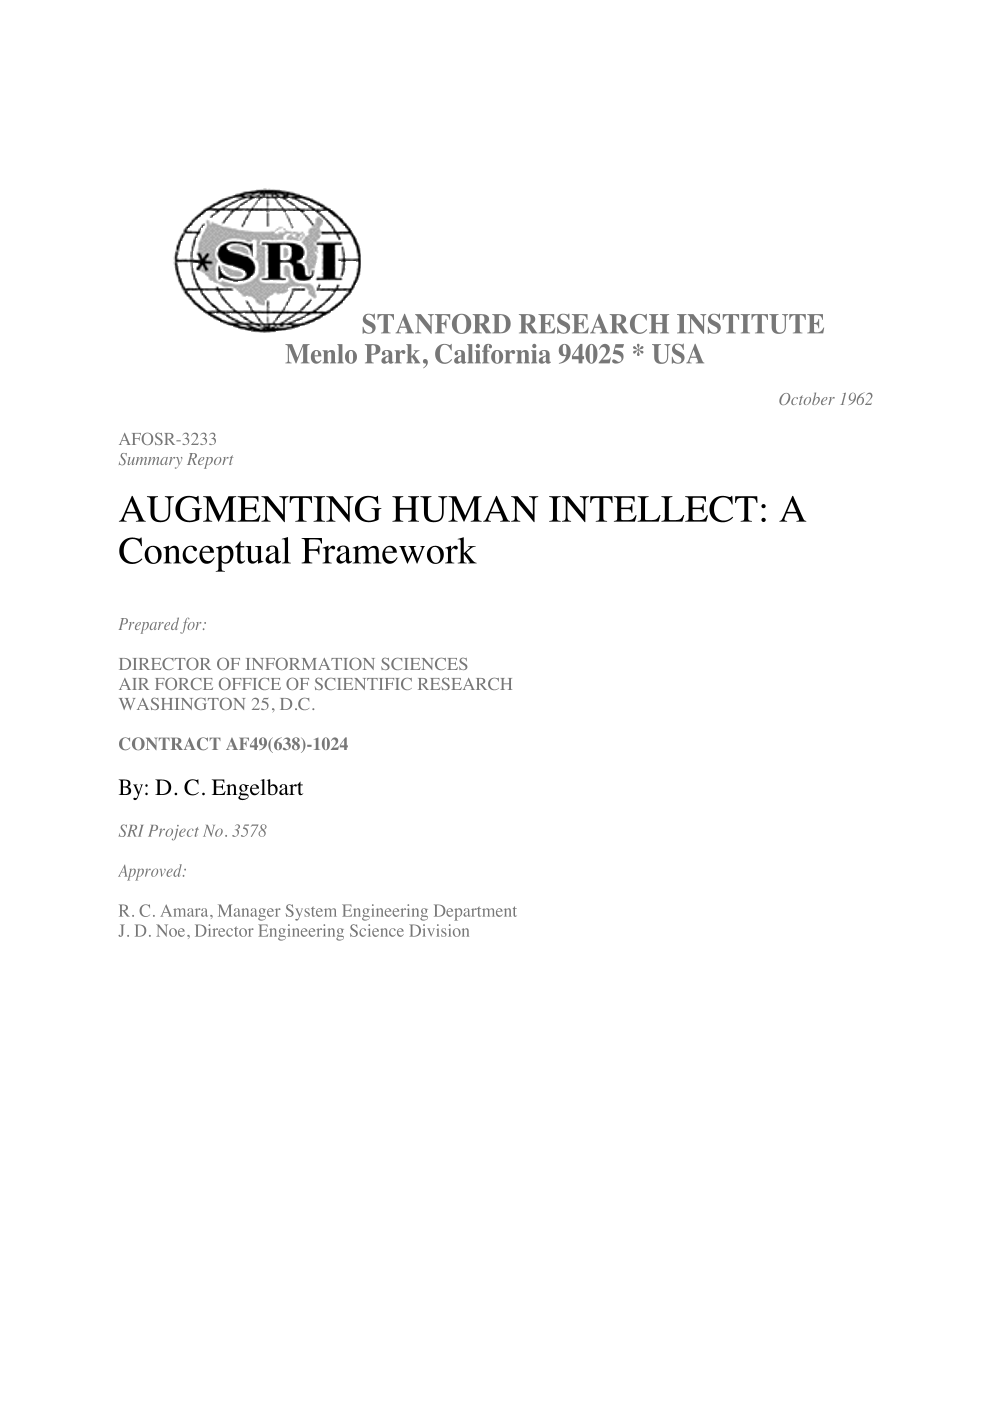 *SRI
STANFORD RESEARCH INSTITUTE
Menlo Park, California 94025 * USA
October 1962
AFOSR-3233
Summary Report
AUGMENTING HUMAN INTELLECT: A
Conceptual Framework
Prepared for:
DIRECTOR OF INFORMATION SCIENCES
AIR FORCE OFFICE OF SCIENTIFIC RESEARCH
WASHINGTON 25, D.C.
CONTRACT AF49(638)-1024
By: D. C. Engelbart
SRI Project No. 3578
Approved:
R. C. Amara, Manager System Engineering Department
J. D. Noe, Director Engineering Science Division